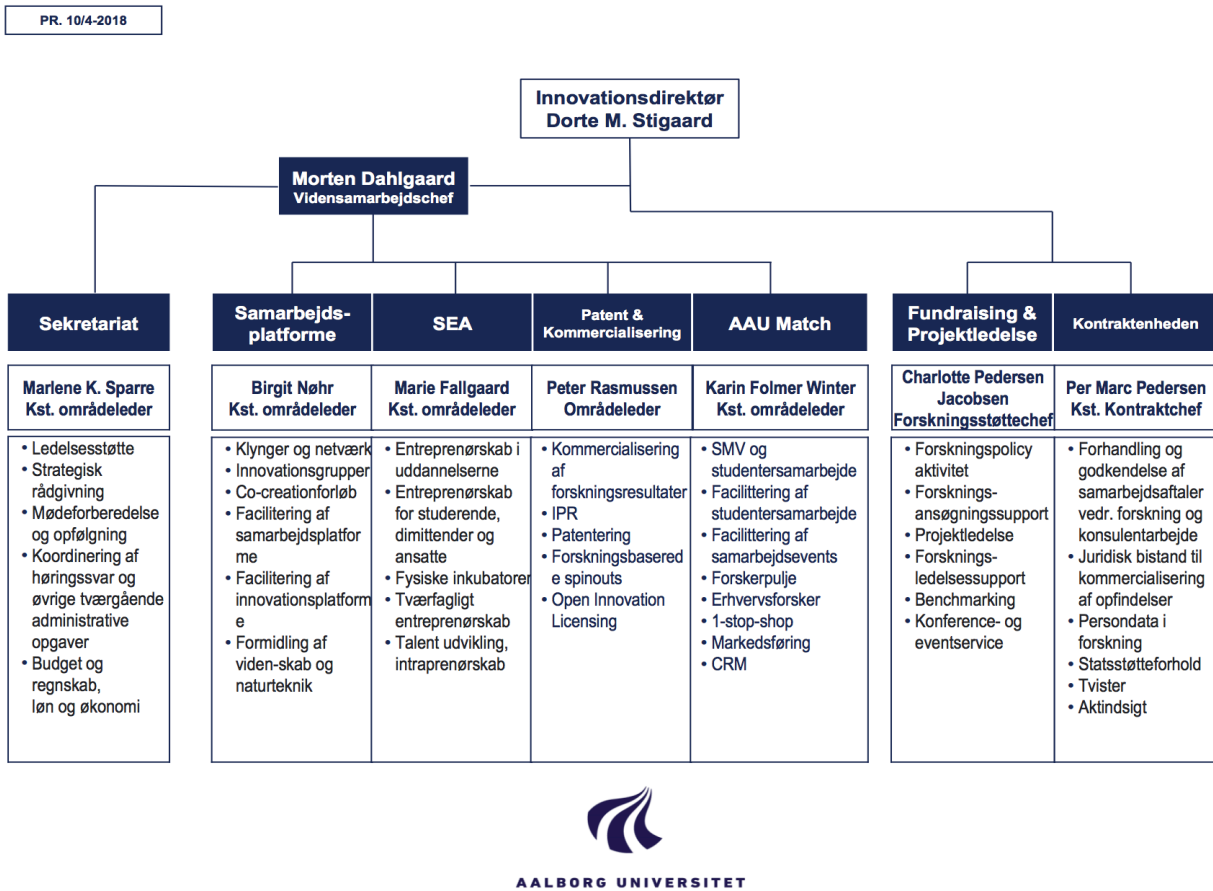 PR. 10/4-2018
Innovationsdirektør
Dorte M. Stigaard
Morten Dahlgaard
Vidensamarbejdschef
Sekretariat
Marlene K. Sparre
Kst. områdeleder
• Ledelsesstøtte
• Strategisk
rådgivning
• Mødeforberedelse
og opfølgning
• Koordinering af
høringssvar og
øvrige tværgående
administrative
opgaver
• Budget og
regnskab,
løn og økonomi
Samarbejds-
platforme
Birgit Nøhr
Kst. områdeleder
• Klynger og netværk
• Innovationsgrupper
• Co-creationforløb
• Facilitering af
samarbejdsplatfor
me
• Facilitering af
innovationsplatform
e
• Formidling af
viden-skab og
naturteknik
SEA
Marie Fallgaard
Kst. områdeleder
• Entreprenørskab i
uddannelserne
• Entreprenørskab
for studerende,
dimittender og
ansatte
• Fysiske inkubatorer
• Tværfagligt
entreprenørskab
• Talent udvikling,
intraprenørskab
Patent &
Kommercialisering
Peter Rasmussen
Områdeleder
• Kommercialisering
af
forskningsresultater
• IPR
• Patentering
• Forskningsbasered
e spinouts
• Open Innovation
Licensing
AAU Match
Karin Folmer Winter
Kst. områdeleder
• SMV og
studentersamarbejde
• Facilittering af
studentersamarbejde
• Facilittering af
samarbejdsevents
• Forskerpulje
• Erhvervsforsker
• 1-stop-shop
• Markedsføring
• CRM
Fundraising &
Projektledelse
Charlotte Pedersen
Jacobsen
Forskningsstøttechef
• Forskningspolicy
aktivitet
• Forsknings-
ansøgningssupport
• Projektledelse
• Forsknings-
ledelsessupport
• Benchmarking
• Konference- og
eventservice
Kontraktenheden
Per Marc Pedersen
Kst. Kontraktchef
• Forhandling og
godkendelse af
samarbejdsaftaler
vedr. forskning og
konsulentarbejde
• Juridisk bistand til
kommercialisering
af opfindelser
• Persondata i
forskning
• Statsstøtteforhold
• Tvister
• Aktindsigt
AALBORG UNIVERSITET